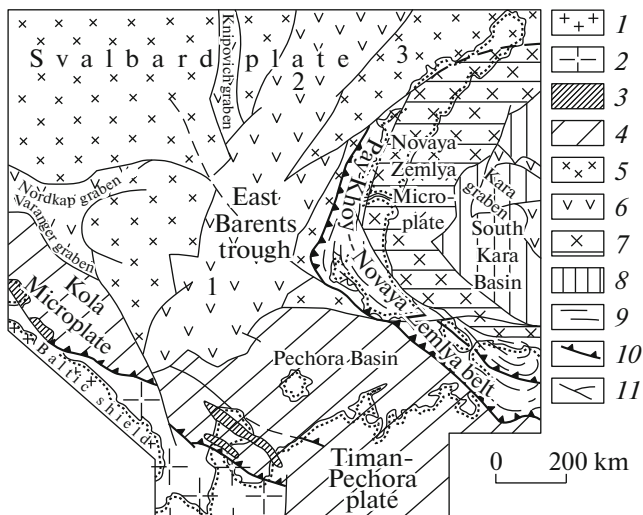 Svalbard plate
Knipovich graben
2
3
Nordkap graben
Varanger graben
East
Barents
trough
1
Kola
Microplate
Baltic shield
Pay-Khoy
Novaya
Zemlya
Micro-
plate
Kara
graben
South
Kara
Basin
Novaya Zemlya belt
Pechora Basin
Timan-
Pechora
platé
0 200 km
1
2
3
4
5
6
7
8
9
10
11